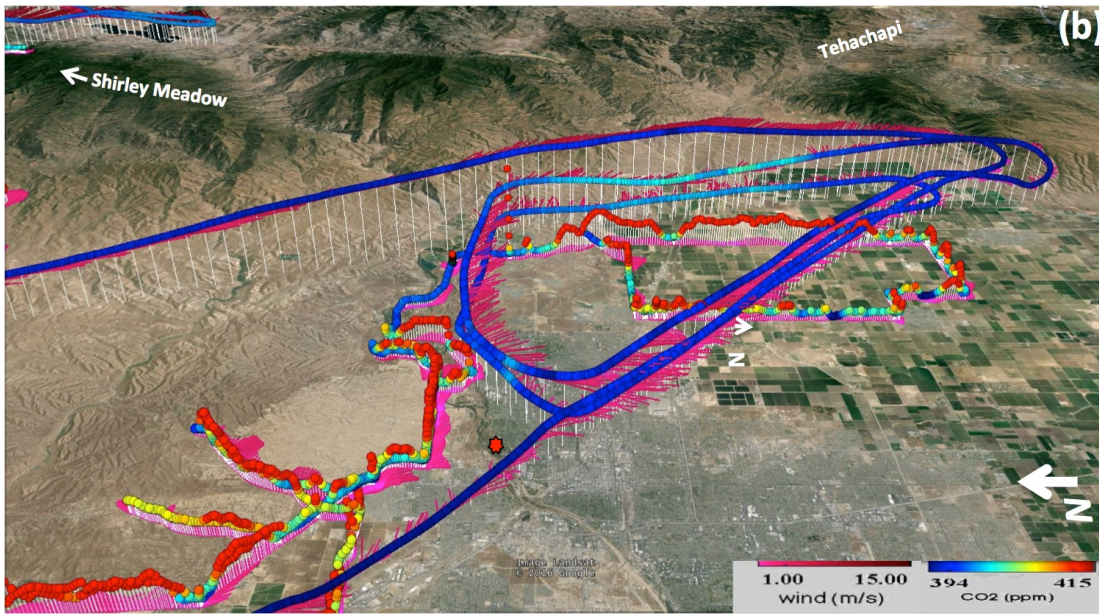 (b)
Tehachapi
Shirley Meadow
N
N
Image Landsat
© 2016 Google
1.00 15.00
wind (m/s)
394 415
CO2 (ppm)